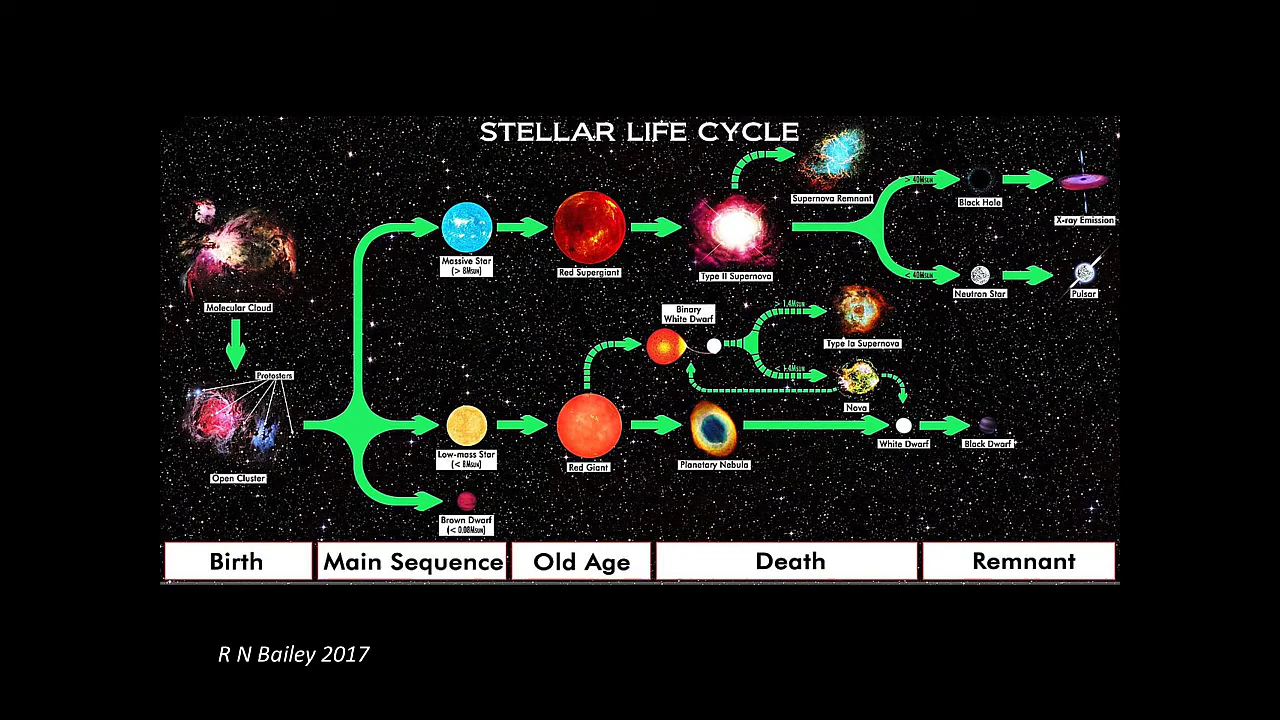 STELLAR LIFE CYCLE
Supernova Remnant
> 40Msun
Black Hole
X-ray Emission
Massive Star
(> 8Msun)
Red Supergiant
Type II Supernova
< 40Msun
Neutron Star
Pulsar
Molecular Cloud
Binary
White Dwarf
> 1.4Msun
Type Ia Supernova
Protosters
1.4Msun
Nova
Open Cluster
Low-mass Star
(< 8Msun)
Red Giant
Planetary Nebula
White Dwarf
Black Dwarf
Brown Dwarf
(< 0.08Msun)
Birth
Main Sequence
Old Age
Death
Remnant
R N Bailey 2017